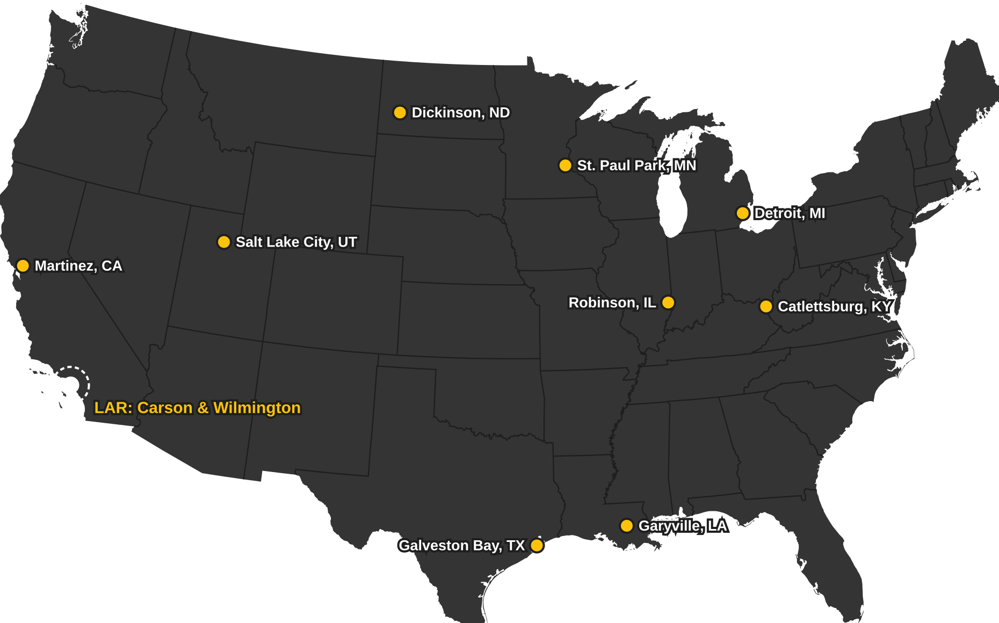 Dickinson, ND
St. Paul Park, MN
Detroit, MI
Salt Lake City, UT
Martinez, CA
Robinson, IL
Catlettsburg, KY
LAR: Carson & Wilmington
Garyville, LA
Galveston Bay, TX